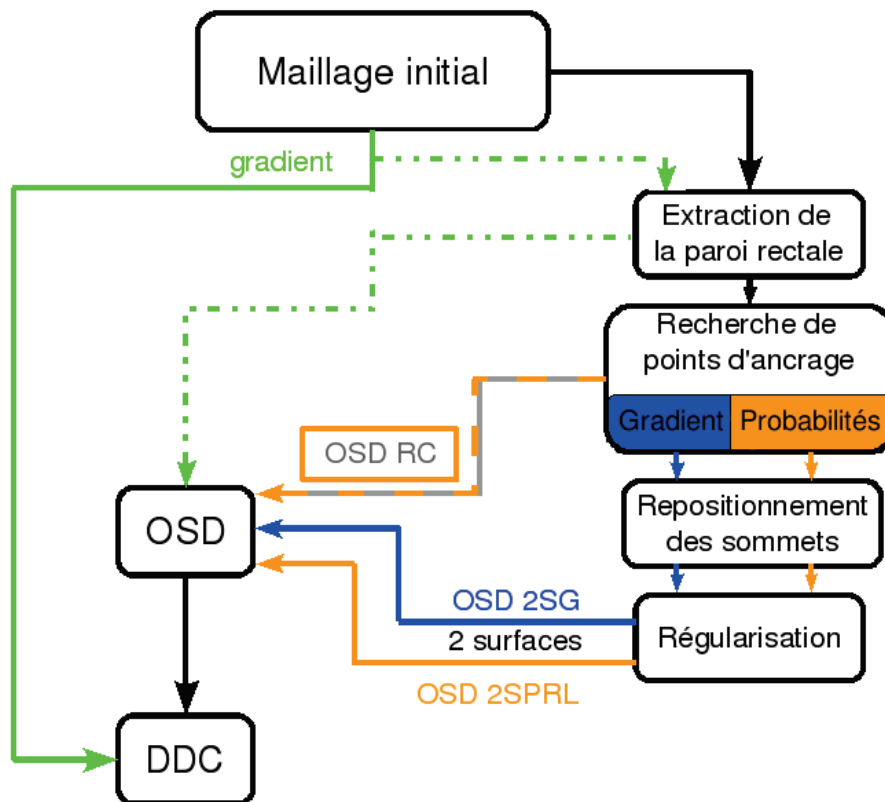 Maillage initial
gradient
Extraction de
la paroi rectale
Recherche de
points d'ancrage
Gradient
Probabilités
OSD RC
Repositionnement
des sommets
OSD
OSD 2SG
2 surfaces
OSD 2SPRL
Régularisation
DDC